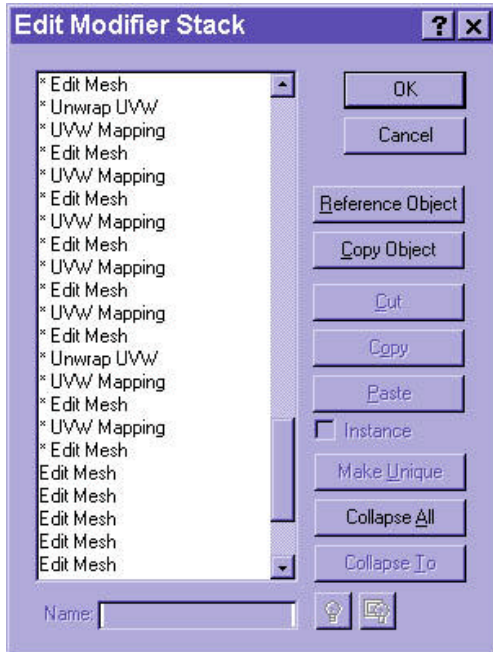 Edit Modifier Stack
* Edit Mesh
* Unwrap UVW
* UVW Mapping
* Edit Mesh
* UVW Mapping
* Edit Mesh
* UVW Mapping
* Edit Mesh
* UVW Mapping
* Edit Mesh
* UVW Mapping
* Edit Mesh
* Unwrap UVW
* UVW Mapping
* Edit Mesh
* UVW Mapping
* Edit Mesh
Edit Mesh
Edit Mesh
Edit Mesh
Edit Mesh
Edit Mesh
Name:
OK
Cancel
Reference Object
Copy Object
Cut
Copy
Paste
Instance
Make Unique
Collapse All
Collapse To